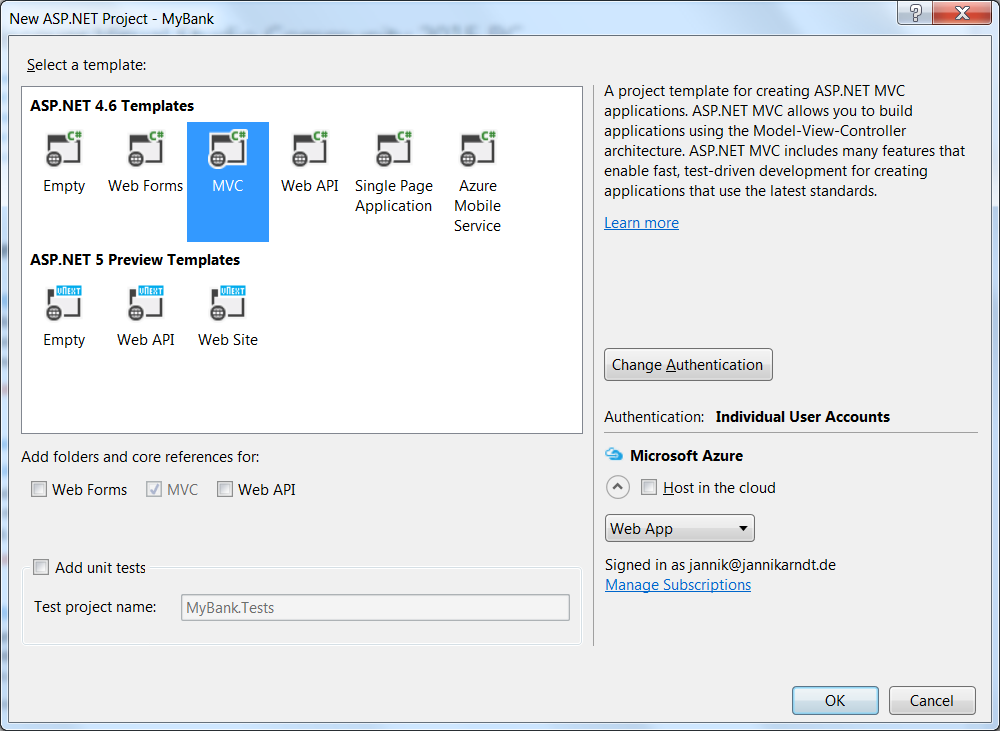 New ASP.NET Project - MyBank
Select a template:
ASP.NET 4.6 Templates
C# C# C# C# C# C#
Empty Web Forms MVC Web API Single Page Application Azure Mobile Service
ASP.NET 5 Preview Templates
VNEXT VNEXT VNEXT
Empty Web API Web Site
Add folders and core references for:
Web Forms MVC Web API
Add unit tests
Test project name: MyBank.Tests
A project template for creating ASP.NET MVC
applications. ASP.NET MVC allows you to build
applications using the Model-View-Controller
architecture. ASP.NET MVC includes many features that
enable fast, test-driven development for creating
applications that use the latest standards.
Learn more
Change Authentication
Authentication: Individual User Accounts
Microsoft Azure
Host in the cloud
Web App
Signed in as jannik@jannikarndt.de
Manage Subscriptions
OK Cancel